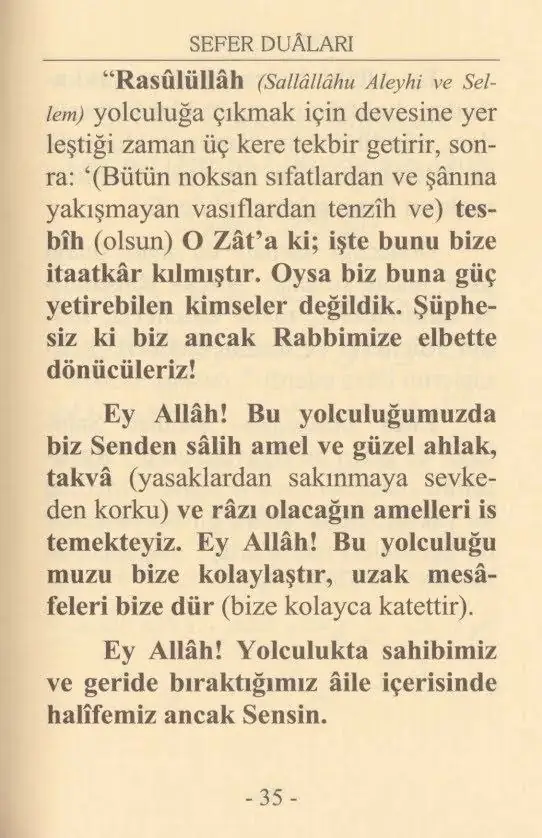 SEFER DUÂLARI
“Rasûlüllâh (Sallâllâhu Aleyhi ve Sel-
lem) yolculuğa çıkmak için devesine yer
leştiği zaman üç kere tekbir getirir, son-
ra: ‘(Bütün noksan sıfatlardan ve şânına
yakışmayan vasıflardan tenzîh ve) tes-
bîh (olsun) O Zât’a ki; işte bunu bize
itaatkâr kılmıştır. Oysa biz buna güç
yetirebilen kimseler değildik. Şüphe-
siz ki biz ancak Rabbimize elbette
dönücüleriz!
Ey Allâh! Bu yolculuğumuzda
biz Senden sâlih amel ve güzel ahlak,
takvâ (yasaklardan sakınmaya sevke-
den korku) ve râzı olacağın amelleri is
temekteyiz. Ey Allâh! Bu yolculuğu
muzu bize kolaylaştır, uzak mesâ-
feleri bize dür (bize kolayca katettir).
Ey Allâh! Yolculukta sahibimiz
ve geride bıraktığımız âile içerisinde
halîfemiz ancak Sensin.
- 35 -